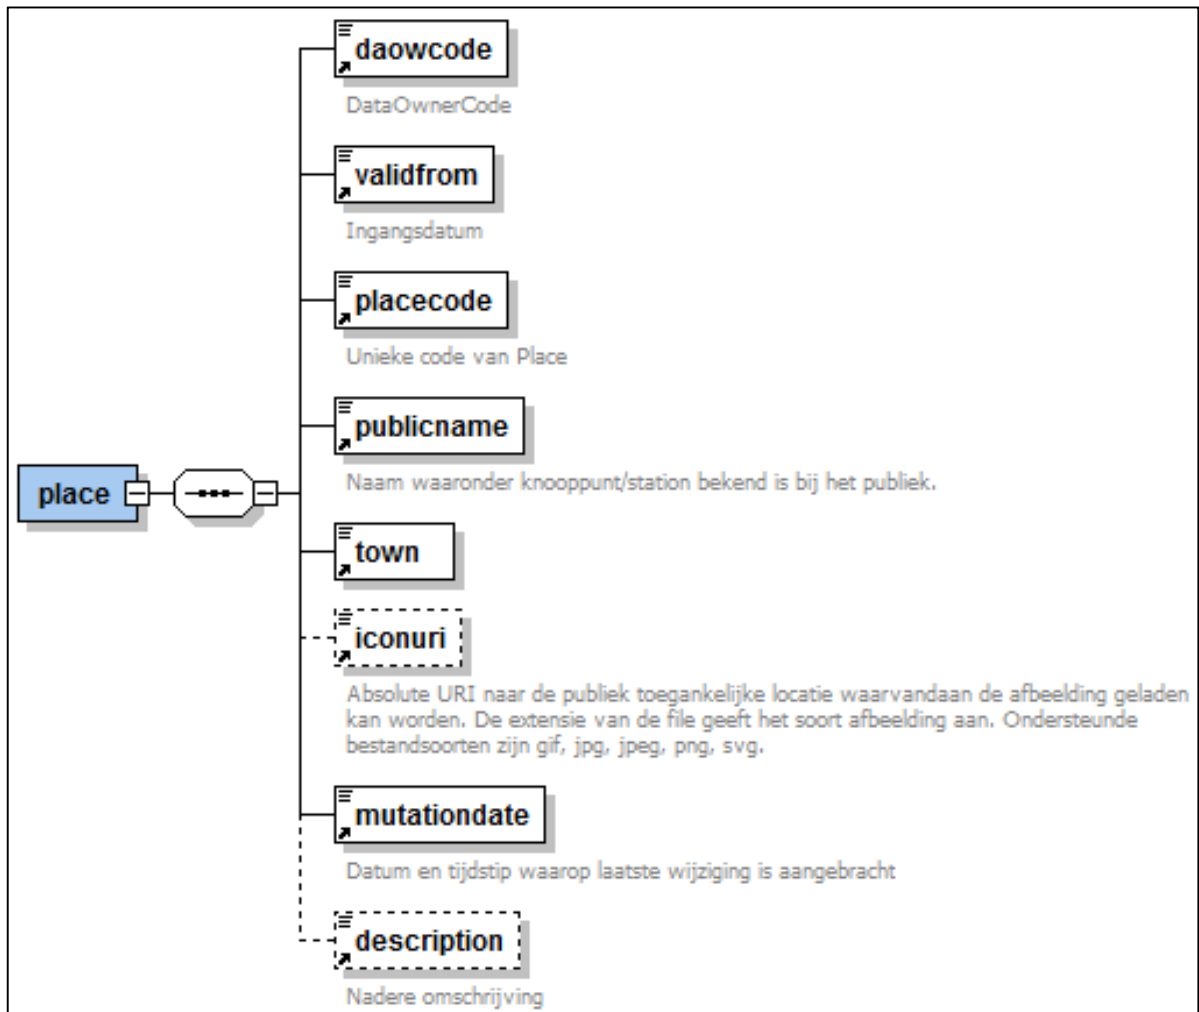 daowcode
DataOwnerCode
validfrom
Ingangsdatum
placecode
Unieke code van Place
publicname
Naam waaronder knooppunt/station bekend is bij het publiek.
place
town
iconuri
Absolute URI naar de publiek toegankelijke locatie waarvandaan de afbeelding geladen
kan worden. De extensie van de file geeft het soort afbeelding aan. Ondersteunde
bestandsoorten zijn gif, jpg, jpeg, png, svg.
mutationdate
Datum en tijdstip waarop laatste wijziging is aangebracht
description
Nadere omschrijving